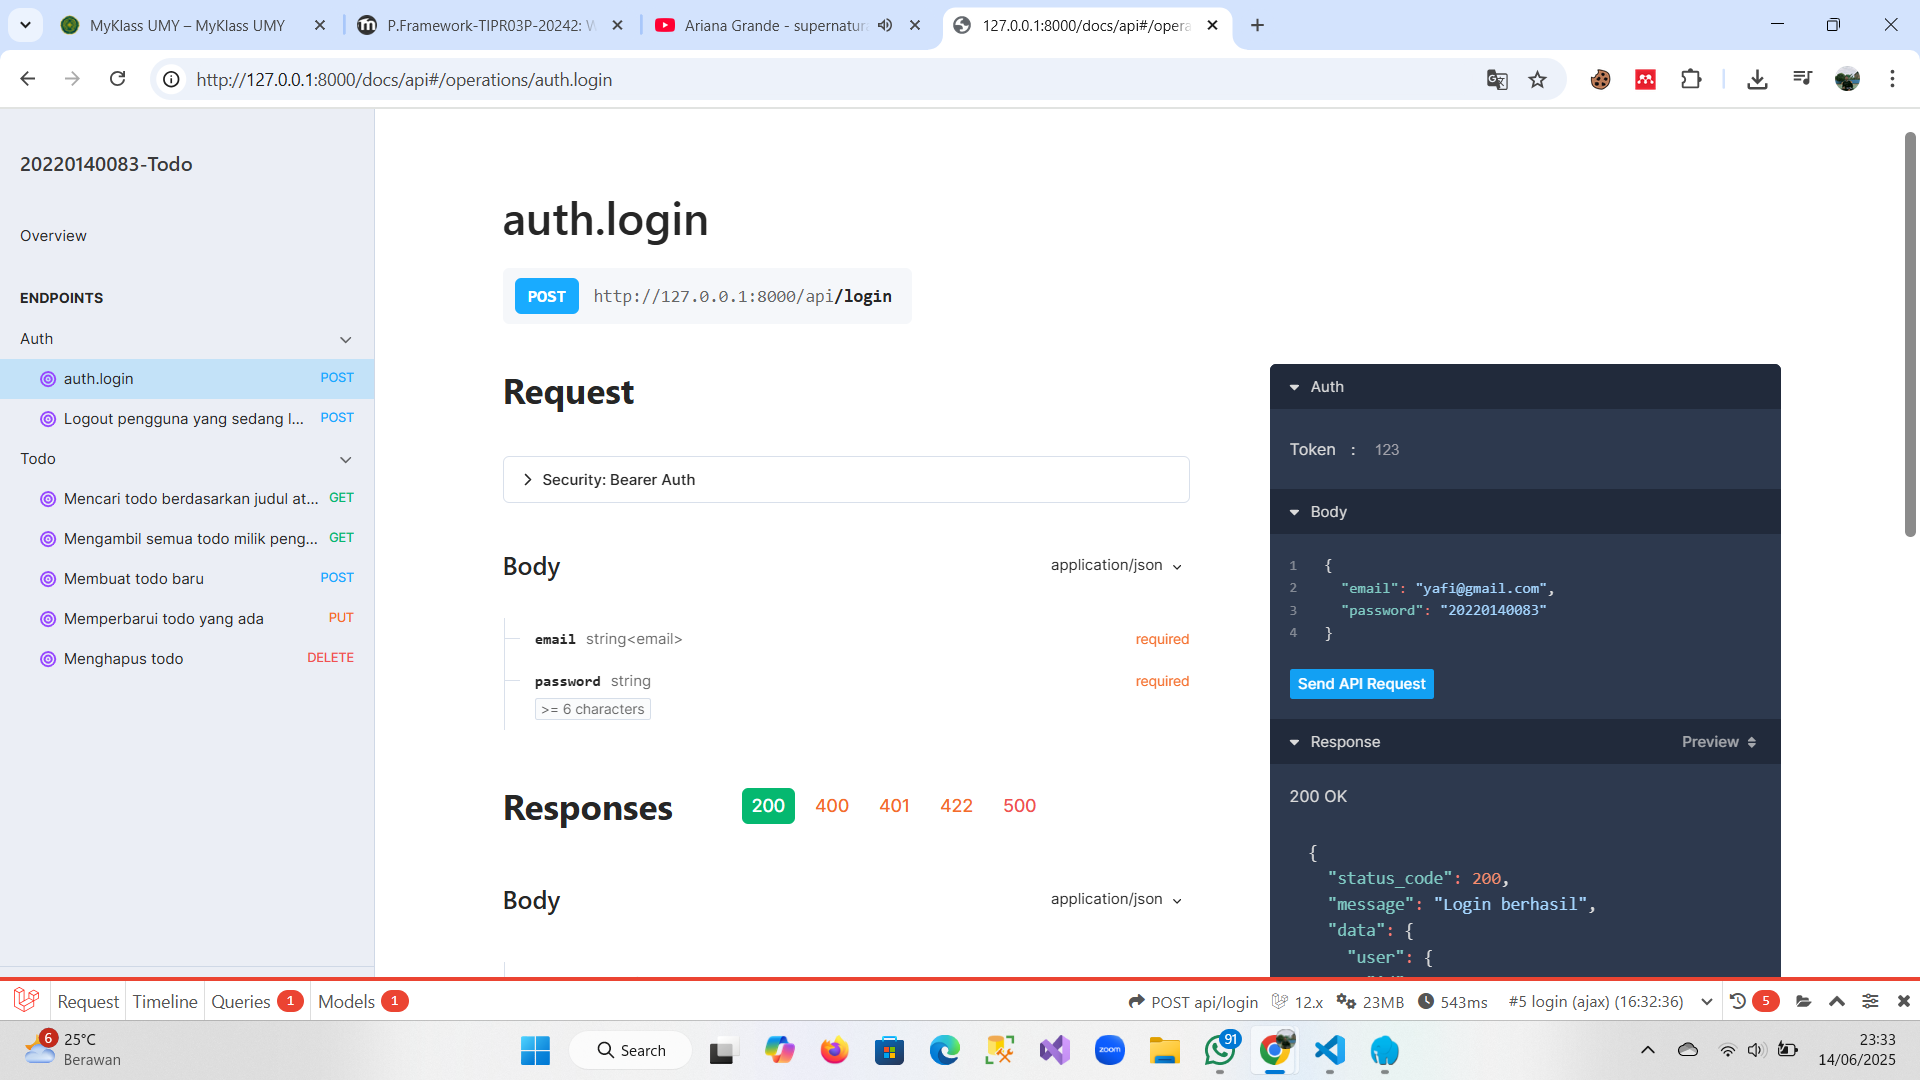 MyKlass UMY – MyKlass UMY
P.Framework-TIPR03P-20242: W
Ariana Grande - supernatura
127.0.0.1:8000/docs/api#/opera
http://127.0.0.1:8000/docs/api#/operations/auth.login
20220140083-Todo
Overview
ENDPOINTS
Auth
auth.login POST
Logout pengguna yang sedang l... POST
Todo
Mencari todo berdasarkan judul at... GET
Mengambil semua todo milik peng... GET
Membuat todo baru POST
Memperbarui todo yang ada PUT
Menghapus todo DELETE
auth.login
POST http://127.0.0.1:8000/api/login
Request
Security: Bearer Auth
Body application/json
email string<email> required
password string required
>= 6 characters
Responses 200 400 401 422 500
Body application/json
Auth
Token : 123
Body
1 {
2 "email": "yafi@gmail.com",
3 "password": "20220140083"
4 }
Send API Request
Response Preview
200 OK
{
"status_code": 200,
"message": "Login berhasil",
"data": {
"user": {
Request Timeline Queries 1 Models 1
POST api/login 12.x 23MB 543ms #5 login (ajax) (16:32:36) 5
6
25°C
Berawan
Search
zoom
91
23:33
14/06/2025